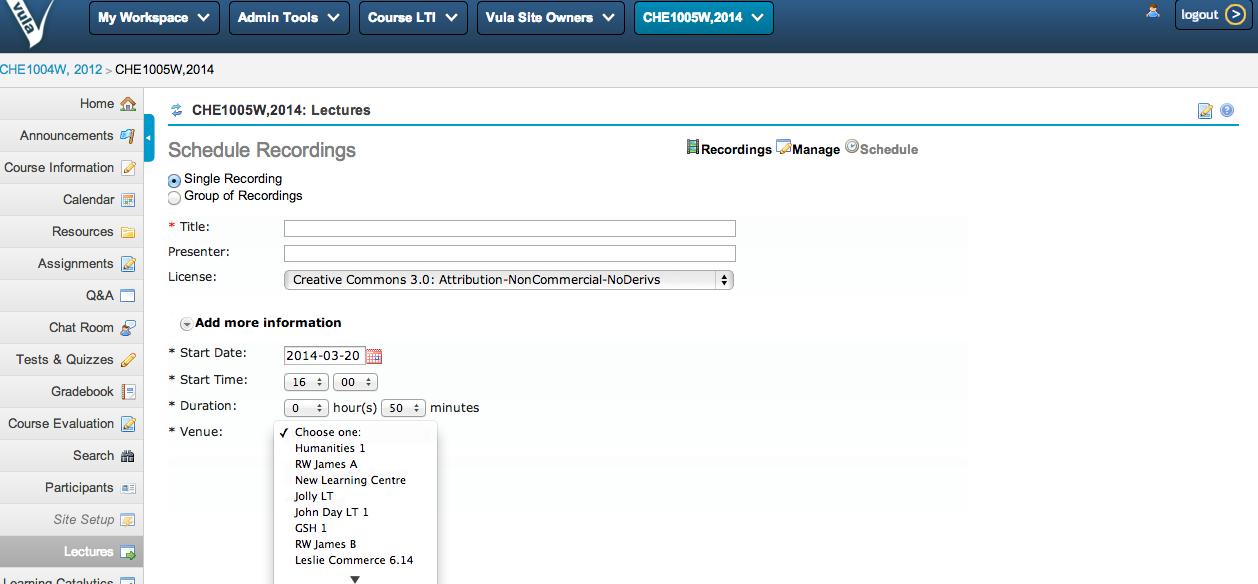 vula
My Workspace
Admin Tools
Course LTI
Vula Site Owners
CHE1005W,2014
logout
CHE1004W, 2012 > CHE1005W,2014
Home
Announcements
Course Information
Calendar
Resources
Assignments
Q&A
Chat Room
Tests & Quizzes
Gradebook
Course Evaluation
Search
Participants
Site Setup
Lectures
Learning Catalytics
CHE1005W,2014: Lectures
Schedule Recordings
Recordings Manage Schedule
Single Recording
Group of Recordings
* Title:
Presenter:
License: Creative Commons 3.0: Attribution-NonCommercial-NoDerivs
Add more information
* Start Date: 2014-03-20
* Start Time: 16 00
* Duration: 0 hour(s) 50 minutes
* Venue: ✓ Choose one:
Humanities 1
RW James A
New Learning Centre
Jolly LT
John Day LT 1
GSH 1
RW James B
Leslie Commerce 6.14